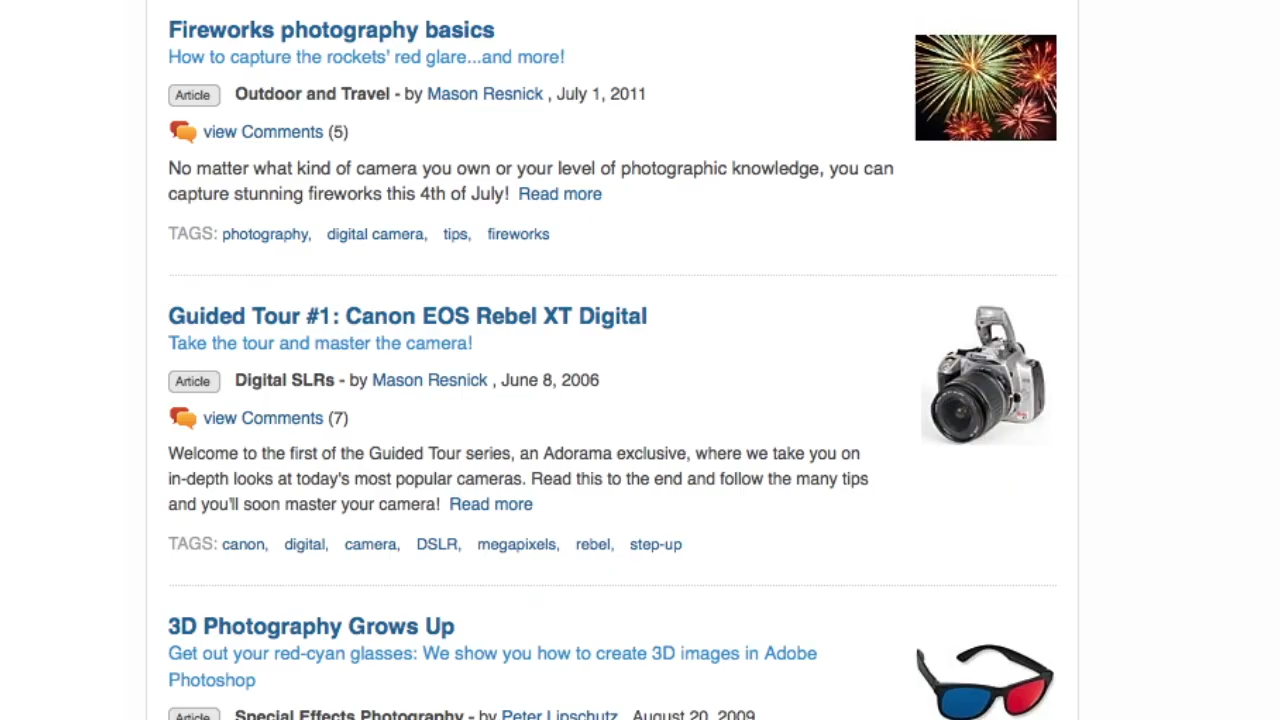 Fireworks photography basics
How to capture the rockets' red glare...and more!
Article Outdoor and Travel - by Mason Resnick , July 1, 2011
view Comments (5)
No matter what kind of camera you own or your level of photographic knowledge, you can
capture stunning fireworks this 4th of July! Read more
TAGS: photography, digital camera, tips, fireworks
Guided Tour #1: Canon EOS Rebel XT Digital
Take the tour and master the camera!
Article Digital SLRs - by Mason Resnick , June 8, 2006
view Comments (7)
Welcome to the first of the Guided Tour series, an Adorama exclusive, where we take you on
in-depth looks at today's most popular cameras. Read this to the end and follow the many tips
and you'll soon master your camera! Read more
TAGS: canon, digital, camera, DSLR, megapixels, rebel, step-up
3D Photography Grows Up
Get out your red-cyan glasses: We show you how to create 3D images in Adobe
Photoshop
Article Special Effects Photography - by Peter Lipschutz , August 20, 2009